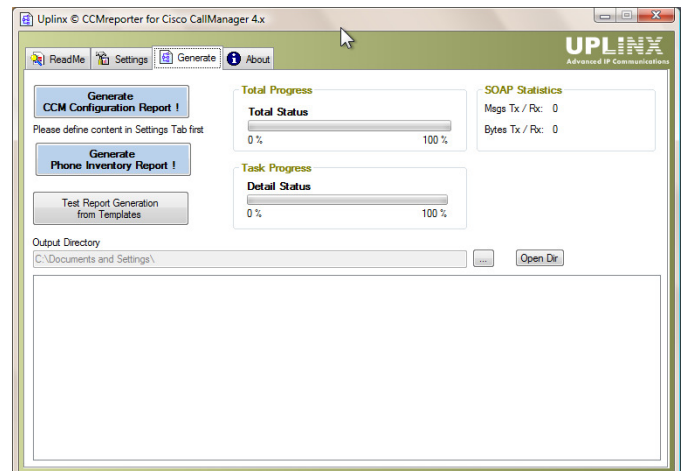 Uplinx © CCMreporter for Cisco CallManager 4.x
UPLINX
Advanced IP Communications
ReadMe Settings Generate About
Generate
CCM Configuration Report !
Please define content in Settings Tab first
Generate
Phone Inventory Report !
Test Report Generation
from Templates
Total Progress
Total Status
0 % 100 %
Task Progress
Detail Status
0 % 100 %
SOAP Statistics
Msgs Tx / Rx: 0
Bytes Tx / Rx: 0
Output Directory
C:\Documents and Settings\
... Open Dir